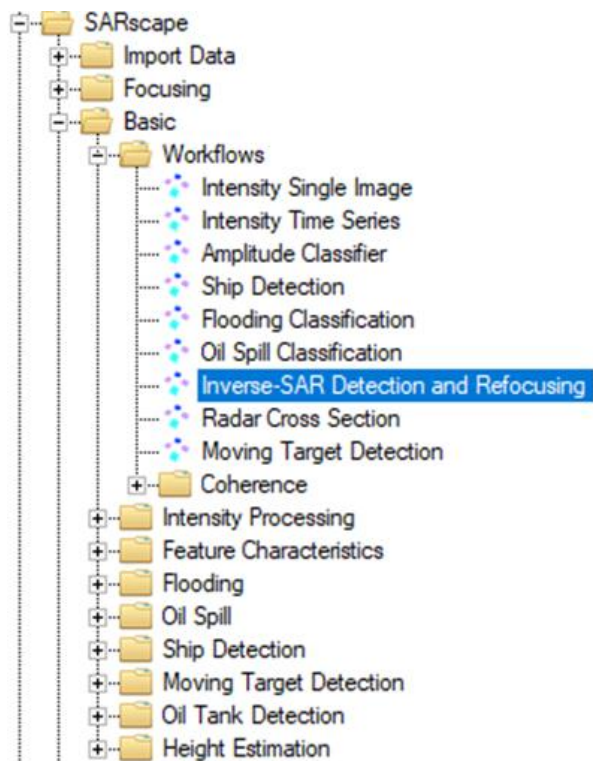 SARscape
Import Data
Focusing
Basic
Workflows
Intensity Single Image
Intensity Time Series
Amplitude Classifier
Ship Detection
Flooding Classification
Oil Spill Classification
Inverse-SAR Detection and Refocusing
Radar Cross Section
Moving Target Detection
Coherence
Intensity Processing
Feature Characteristics
Flooding
Oil Spill
Ship Detection
Moving Target Detection
Oil Tank Detection
Height Estimation